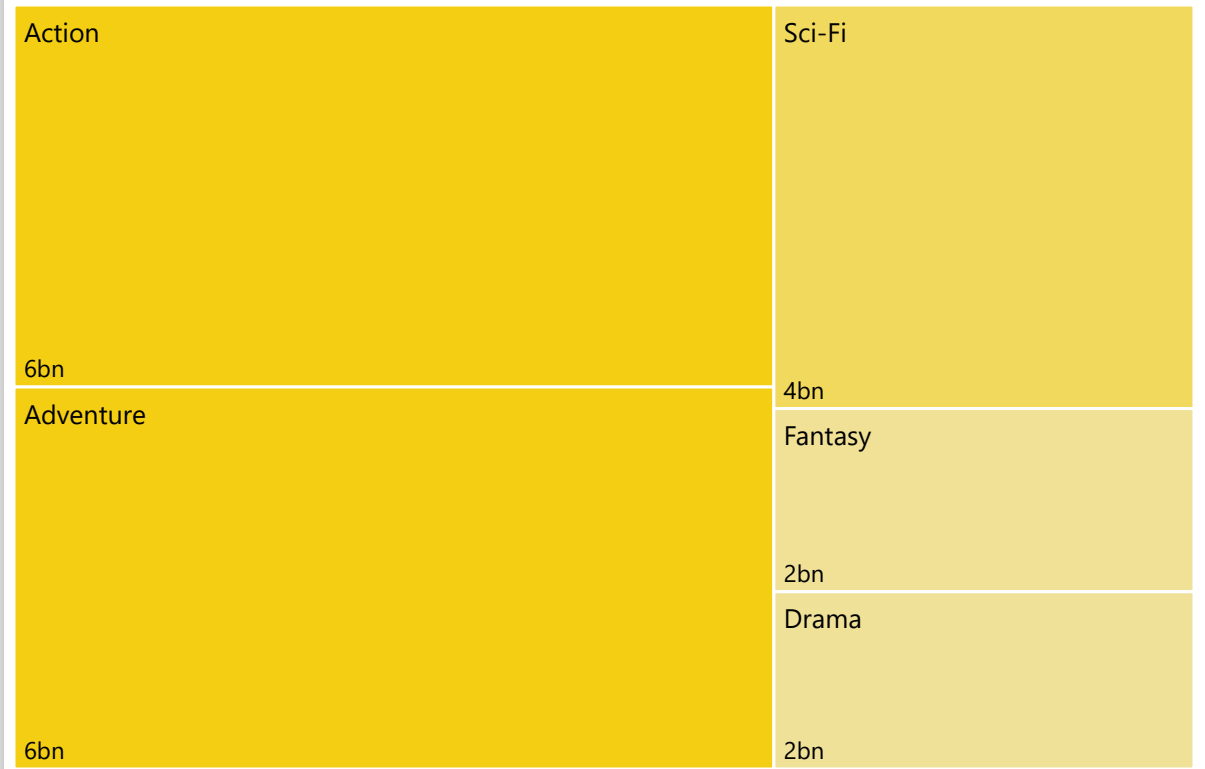 Action
6bn
Adventure
6bn
Sci-Fi
4bn
Fantasy
2bn
Drama
2bn